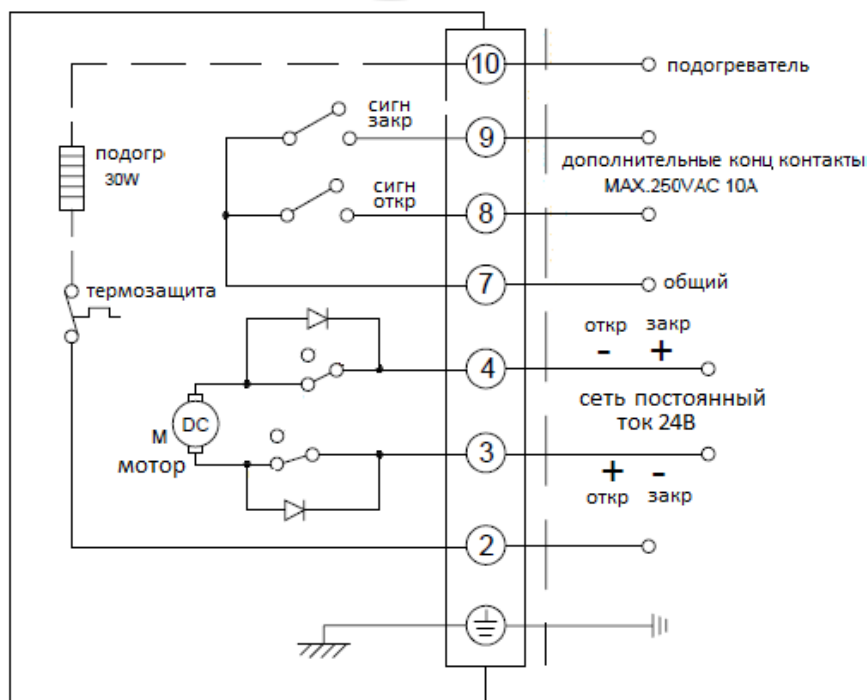 10
подогреватель
сигн
закр
9
подогр
30W
дополнительные конц контакты
MAX.250VAC 10A
сигн
откр
8
7
общий
термозащита
откр закр
- +
4
сеть постоянный
ток 24В
DC
М
мотор
3
+ -
откр закр
2